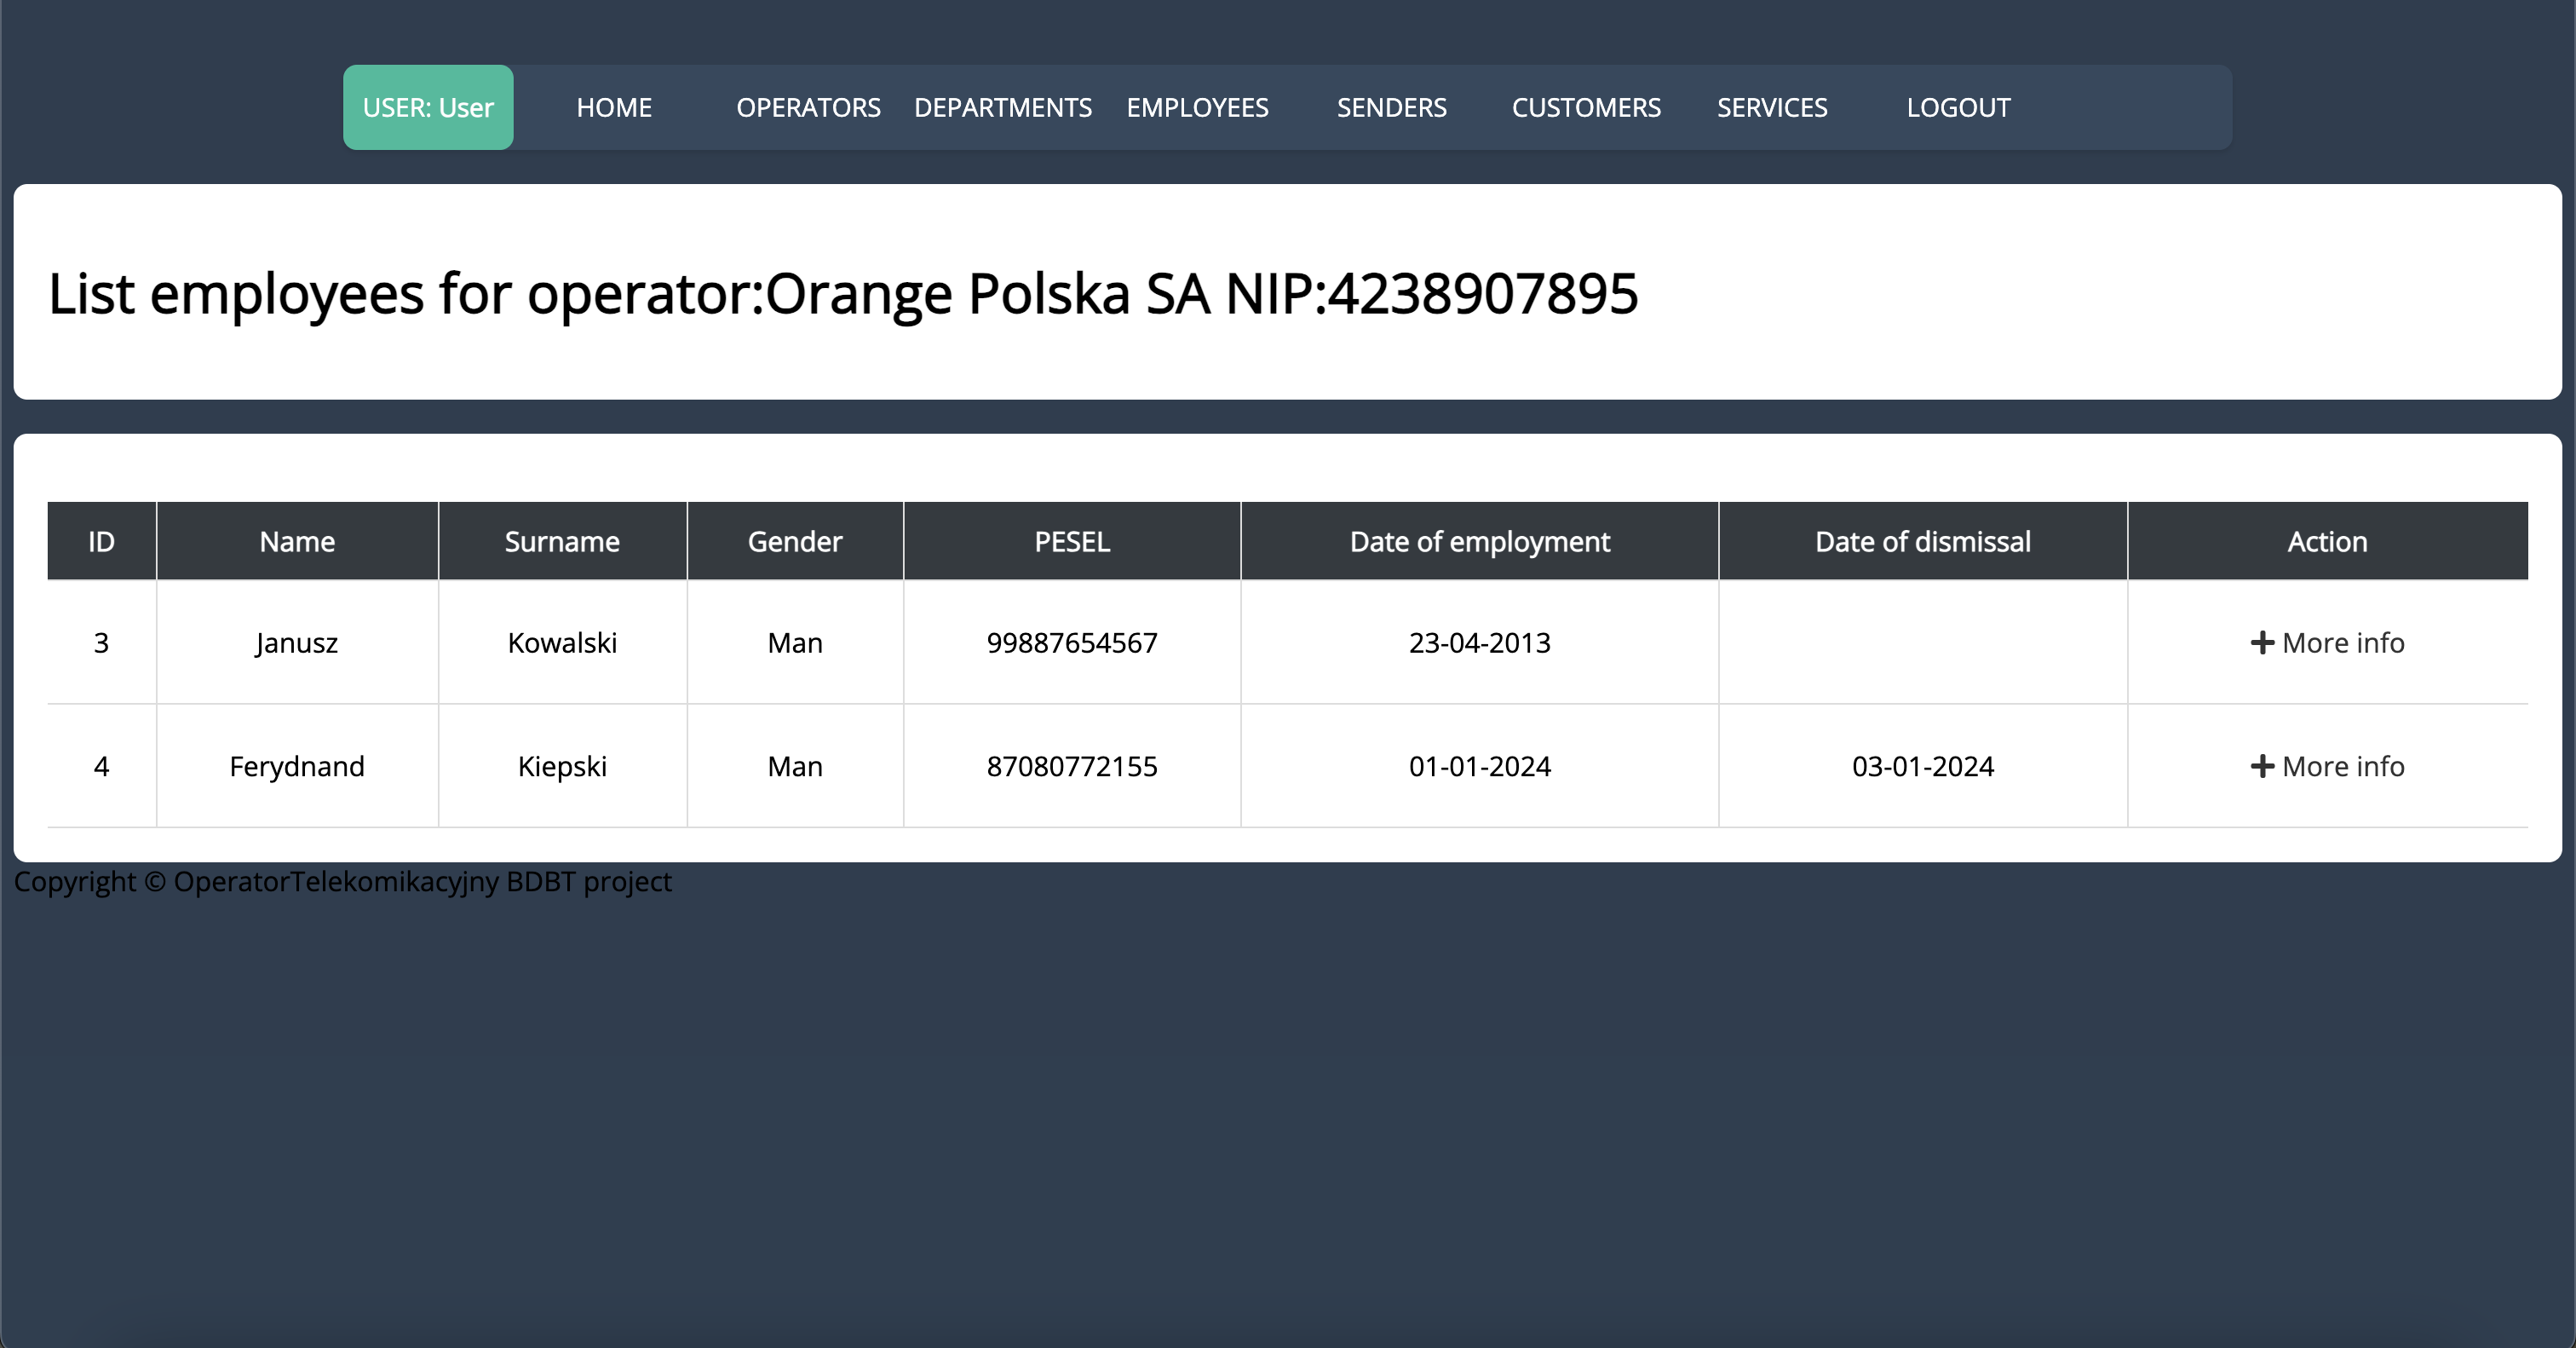 USER: User HOME OPERATORS DEPARTMENTS EMPLOYEES SENDERS CUSTOMERS SERVICES LOGOUT
List employees for operator:Orange Polska SA NIP:4238907895
ID Name Surname Gender PESEL Date of employment Date of dismissal Action
3 Janusz Kowalski Man 99887654567 23-04-2013 + More info
4 Ferydnand Kiepski Man 87080772155 01-01-2024 03-01-2024 + More info
Copyright © OperatorTelekomikacyjny BDBT project